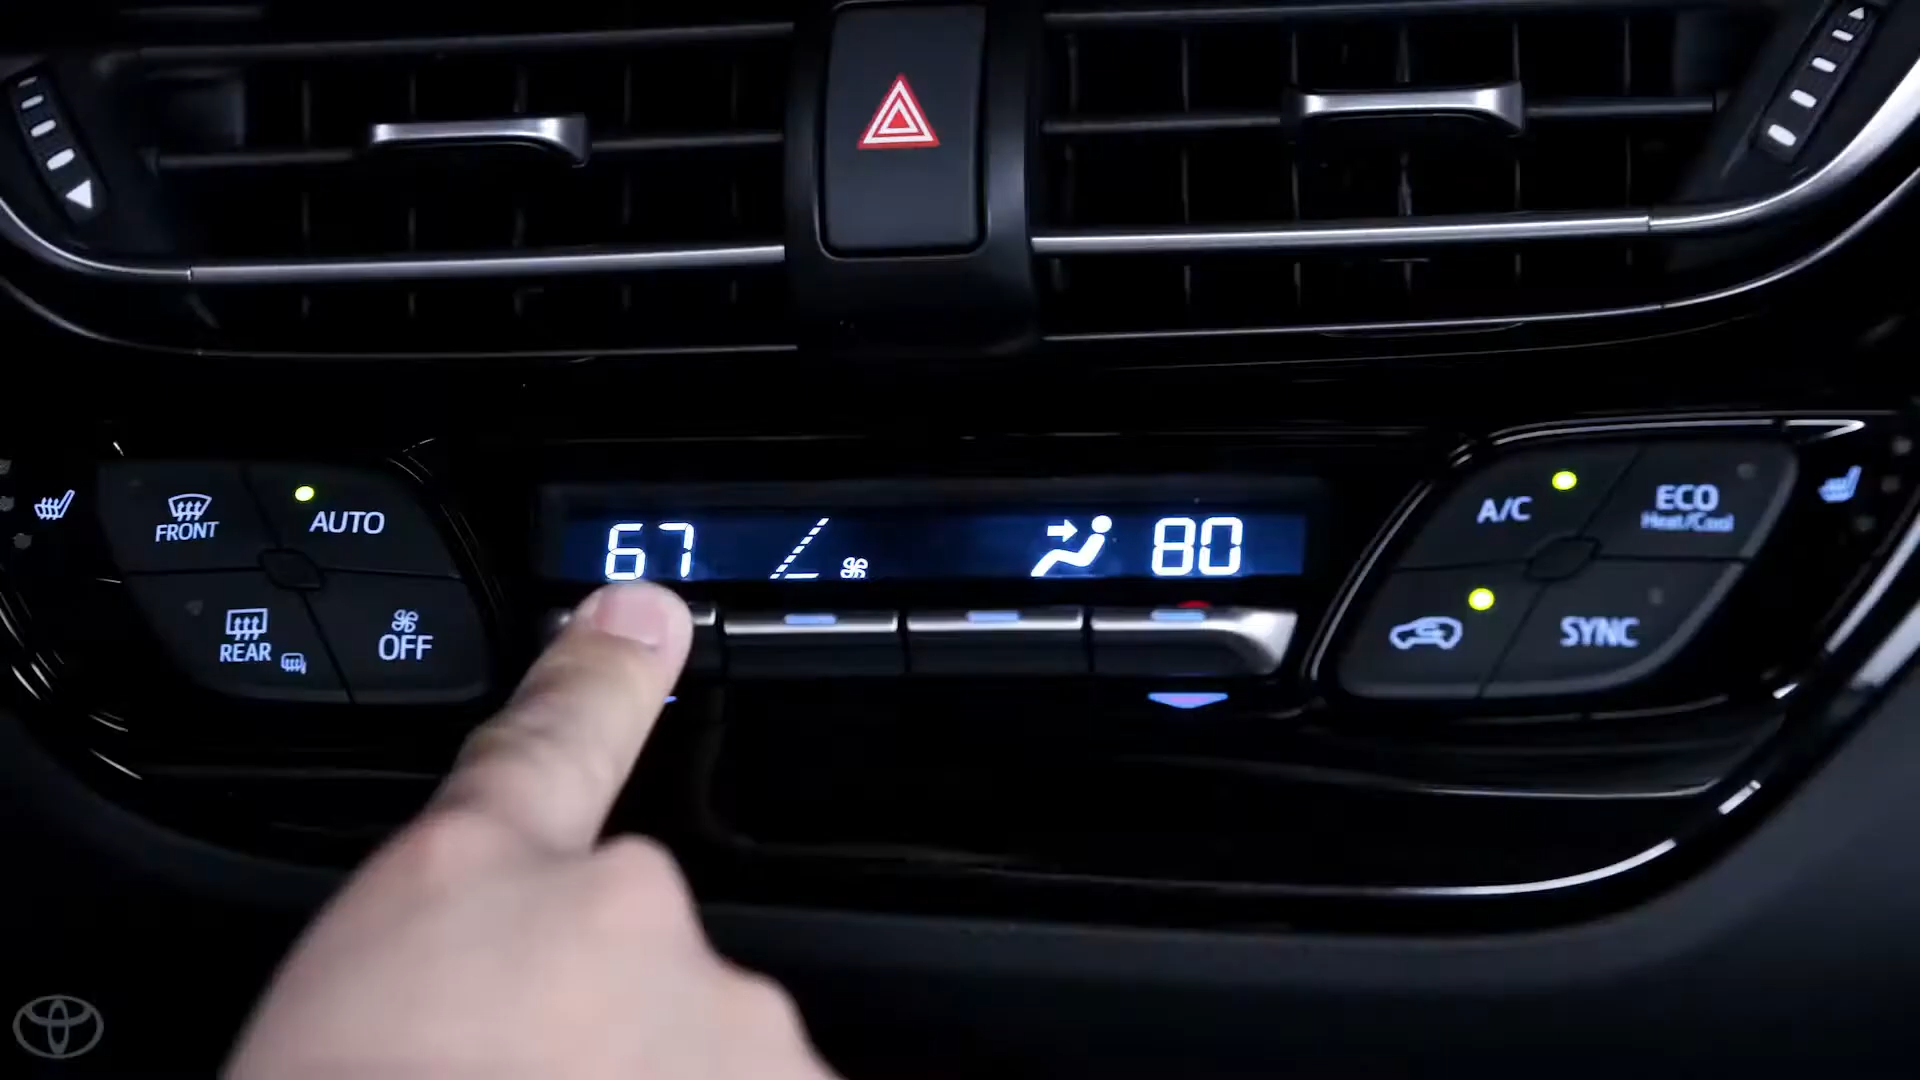 FRONT
AUTO
REAR
OFF
67
80
A/C
ECO
Heat/Cool
SYNC